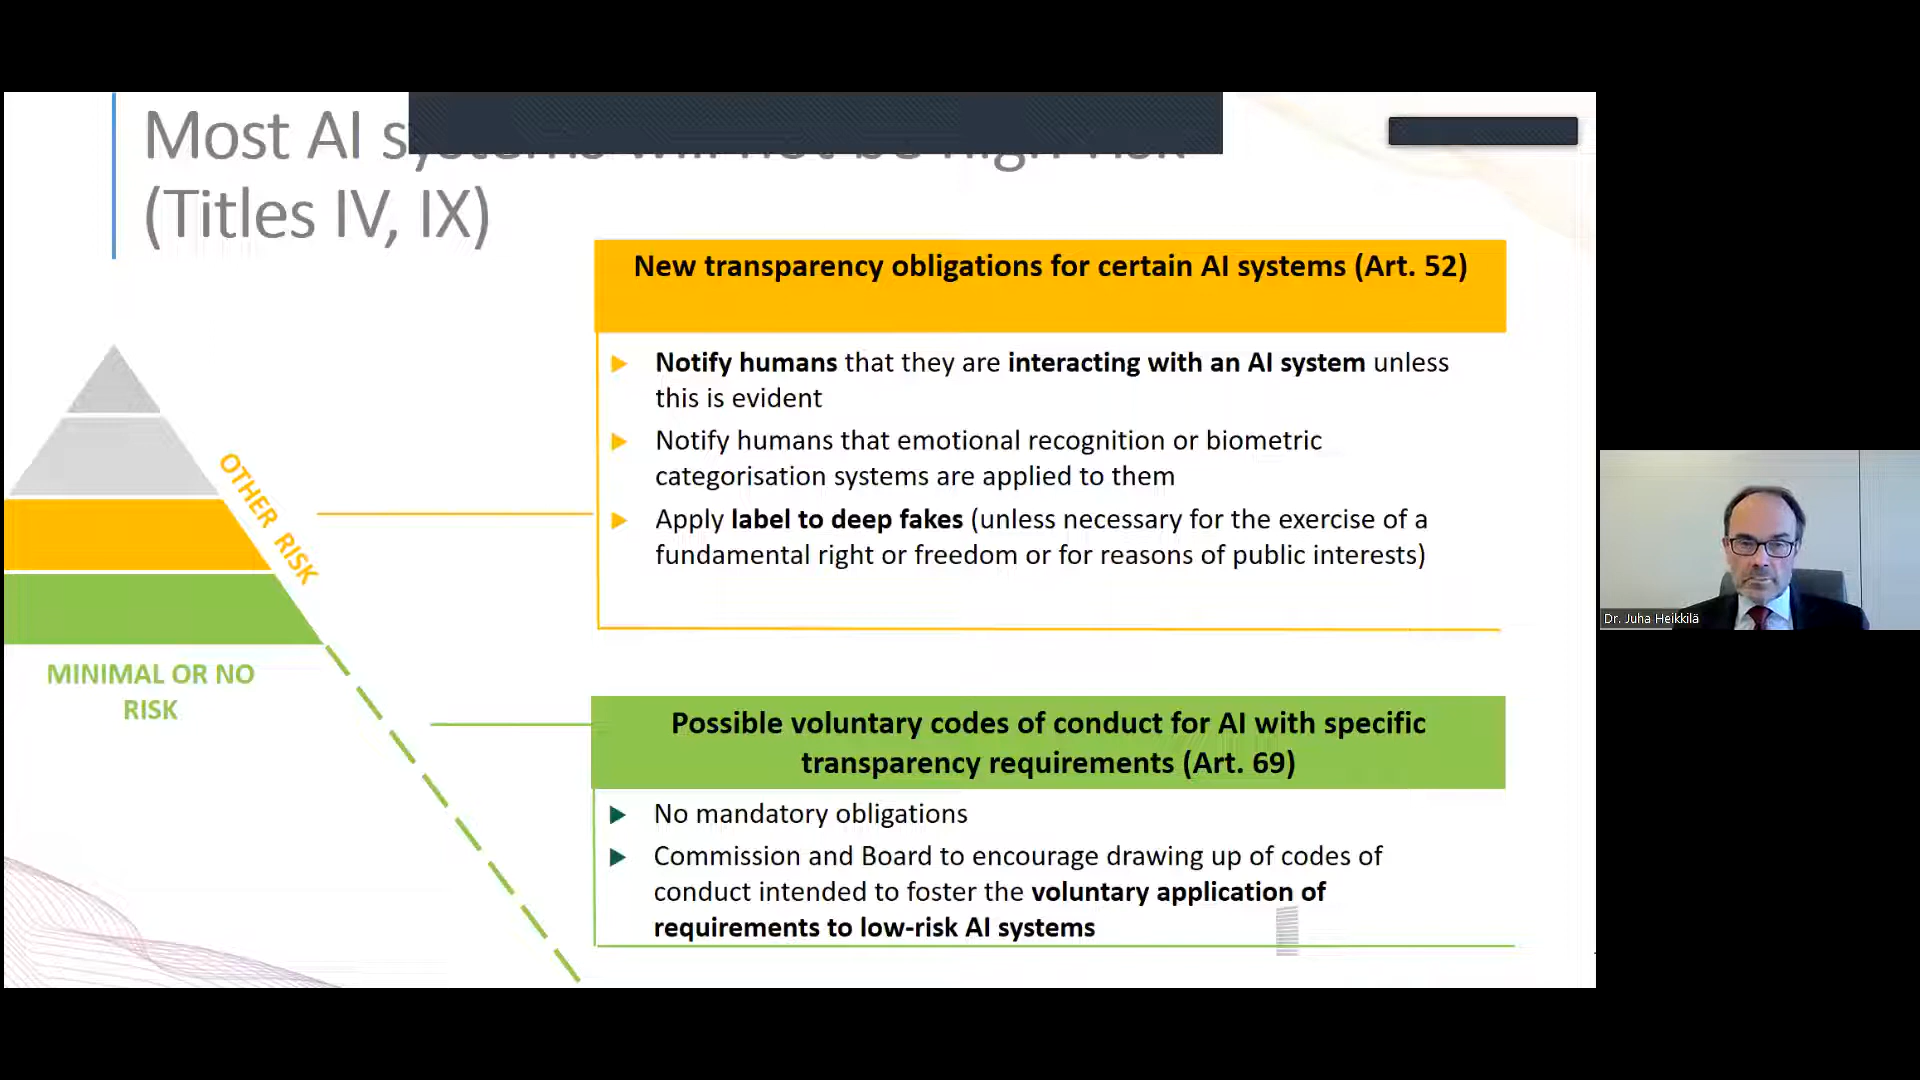 Most AI systems will not be high-risk
(Titles IV, IX)
New transparency obligations for certain AI systems (Art. 52)
Notify humans that they are interacting with an AI system unless
this is evident
Notify humans that emotional recognition or biometric
categorisation systems are applied to them
Apply label to deep fakes (unless necessary for the exercise of a
fundamental right or freedom or for reasons of public interests)
OTHER RISK
MINIMAL OR NO
RISK
Possible voluntary codes of conduct for AI with specific
transparency requirements (Art. 69)
No mandatory obligations
Commission and Board to encourage drawing up of codes of
conduct intended to foster the voluntary application of
requirements to low-risk AI systems
Dr. Juha Heikkilä